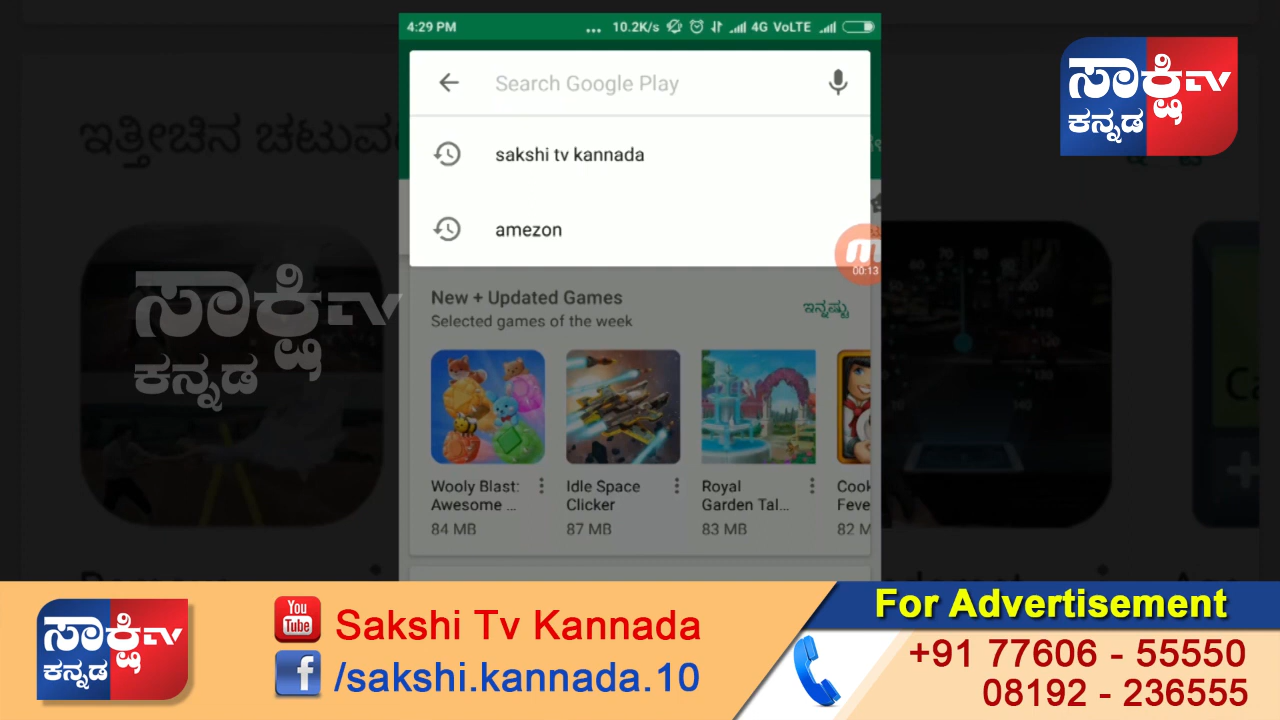 4:29 PM
... 10.2K/s 4G VoLTE
Search Google Play
sakshi tv kannada
amezon
00:13
New + Updated Games
ಇನ್ನಷ್ಟು
Selected games of the week
Wooly Blast:
Awesome ...
84 MB
Idle Space
Clicker
87 MB
Royal
Garden Tal...
83 MB
Cook
Feve
82 M
ಸಾಕ್ಷಿ TV
ಕನ್ನಡ
ಸಾಕ್ಷಿ TV
ಕನ್ನಡ
ಸಾಕ್ಷಿ TV
ಕನ್ನಡ
You
Tube
Sakshi Tv Kannada
f
/sakshi.kannada.10
For Advertisement
+91 77606 - 55550
08192 - 236555